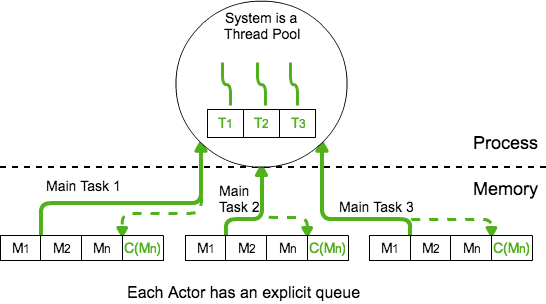 System is a
Thread Pool
T1 T2 T3
Process
Memory
Main Task 1
Main
Task 2
Main Task 3
M1 M2 Mn C(Mn)
M1 M2 Mn C(Mn)
M1 M2 Mn C(Mn)
Each Actor has an explicit queue